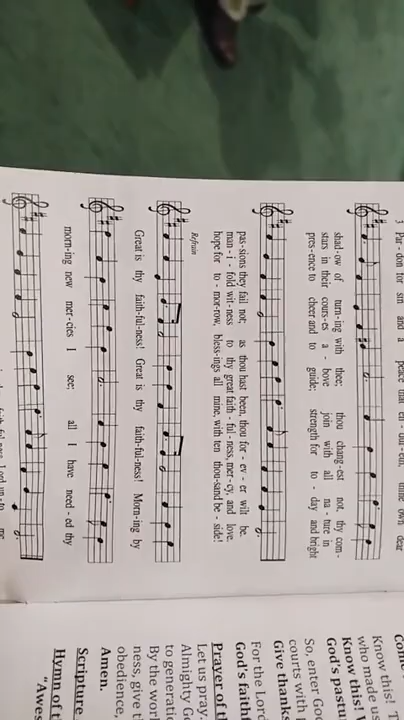 3 Par - don for sin and a peace that en - dur - eth, thine own dear
shad - ow of turn - ing with thee; thou chang - est not, thy com -
stars in their cours - es a - bove join with all na - ture in
pres - ence to cheer and to guide; strength for to - day and bright
pas - sions they fail not; as thou hast been, thou for - ev - er wilt be.
man - i - fold wit - ness to thy great faith - ful - ness, mer - cy, and love.
hope for to - mor - row, bless - ings all mine, with ten thou - sand be - side!
Refrain
Great is thy faith - ful - ness! Great is thy faith - ful - ness! Morn - ing by
morn - ing new mer - cies I see; all I have need - ed thy
faith - ful - ness, Lord un - to me
Know this!
who made us
Know this!
God's
So, enter God
courts with
Give thanks
For the Lord
God's
Prayer of
Let us pray.
Almighty
to
By the
ness, give
obedience,
Amen.
Scripture
Hymn of